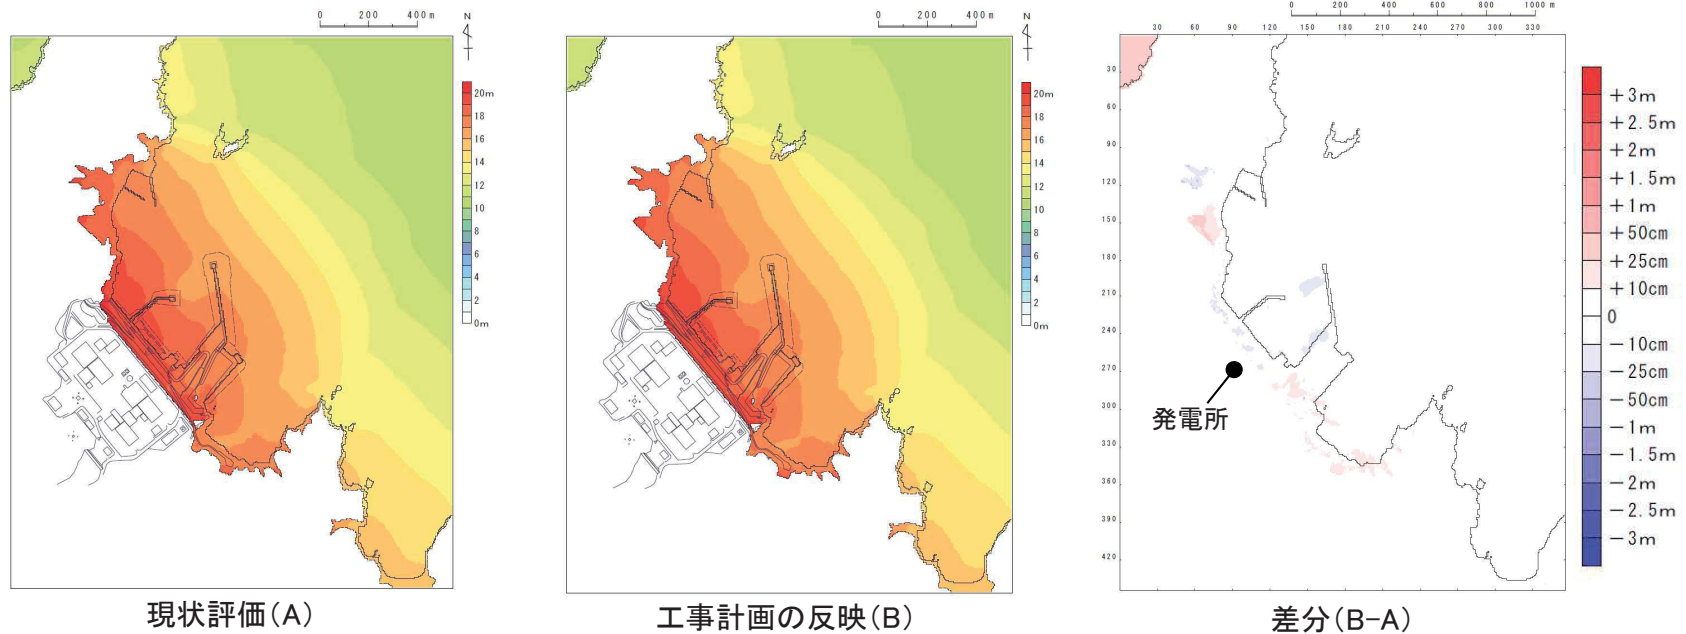 0 200 400m
N
20m
18
16
14
12
10
8
6
4
2
0m
現状評価(A)
0 200 400m
N
20m
18
16
14
12
10
8
6
4
2
0m
工事計画の反映(B)
0 200 400 600 800 1000 m
30 60 90 120 150 180 210 240 270 300 330
30
60
90
120
150
180
210
240
270
300
330
360
390
420
発電所
+3m
+2.5m
+2m
+1.5m
+1m
+50cm
+25cm
+10cm
0
-10cm
-25cm
-50cm
-1m
-1.5m
-2m
-2.5m
-3m
差分(B-A)